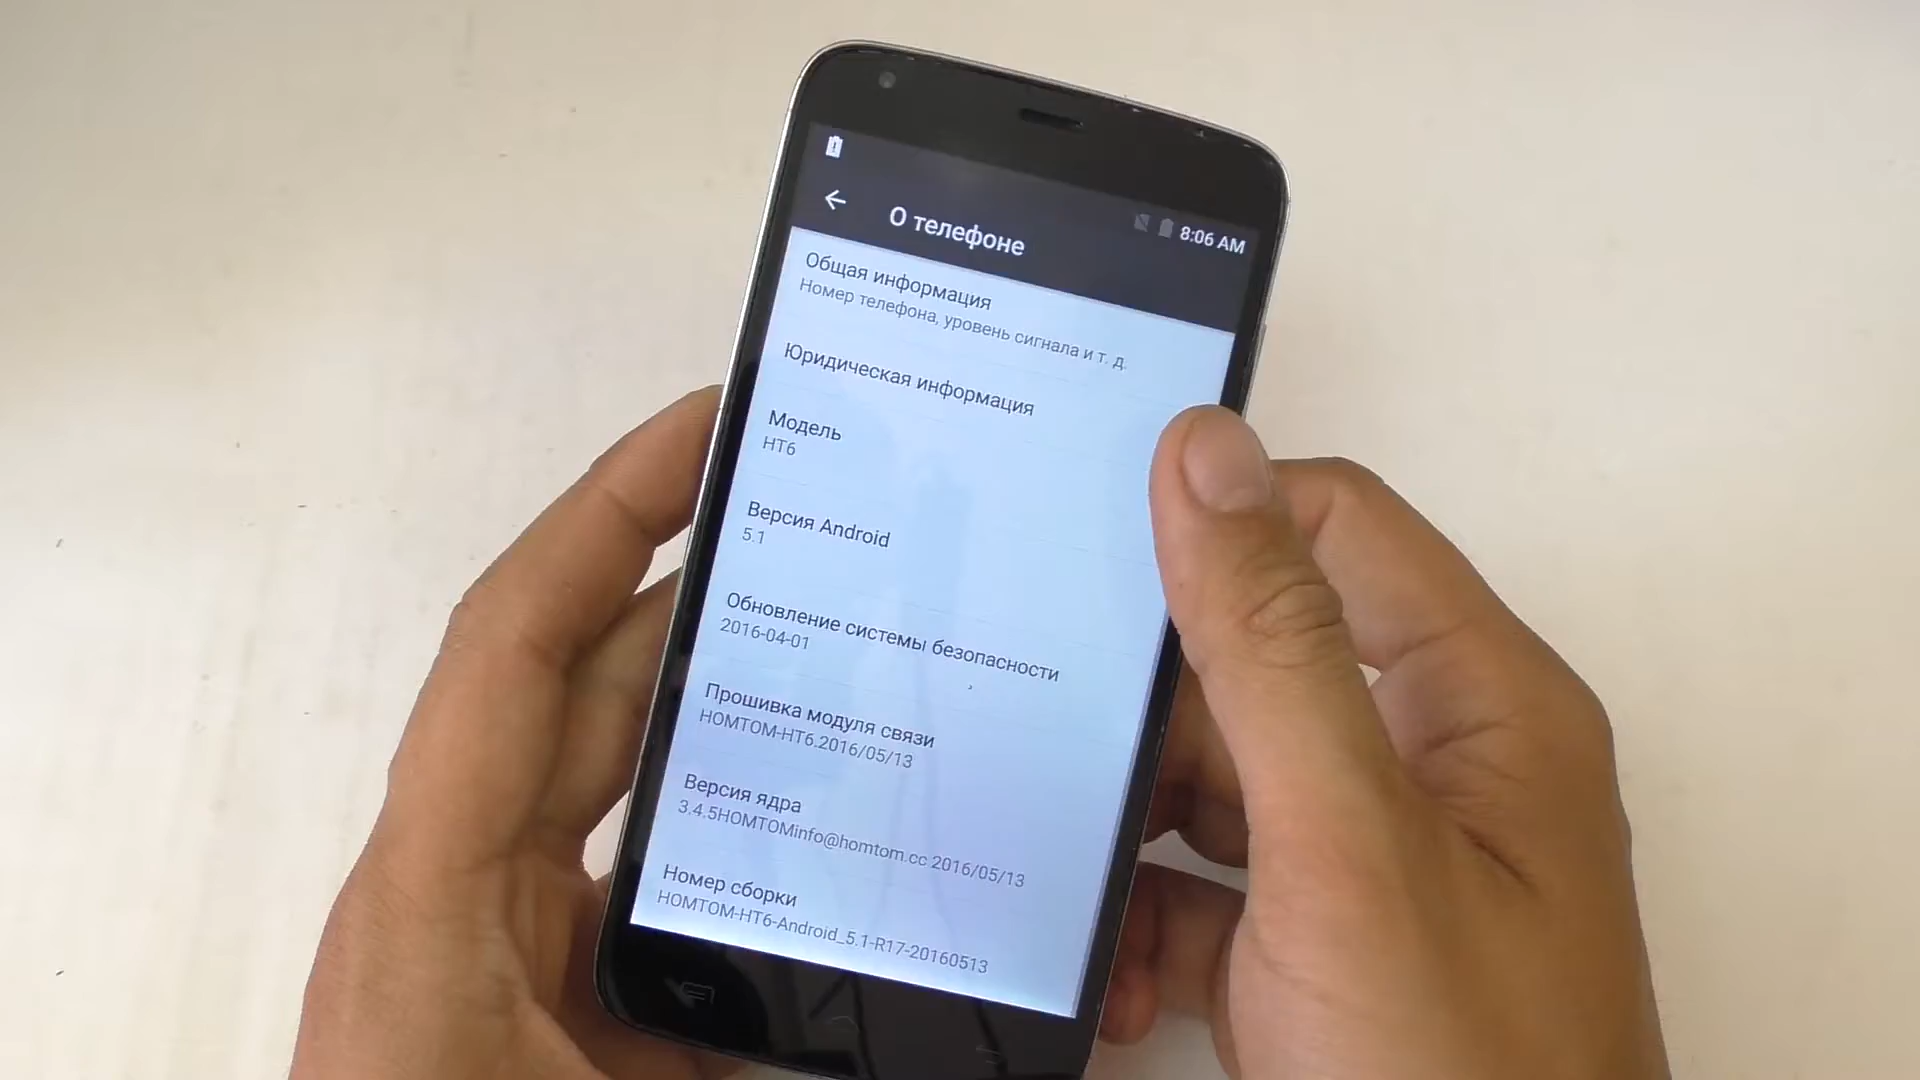 8:06 AM
О телефоне
Общая информация
Номер телефона, уровень сигнала и т. д.
Юридическая информация
Модель
HT6
Версия Android
5.1
Обновление системы безопасности
2016-04-01
Прошивка модуля связи
HOMTOM-HT6.2016/05/13
Версия ядра
3.4.5HOMTOMinfo@homtom.cc 2016/05/13
Номер сборки
HOMTOM-HT6-Android_5.1-R17-20160513